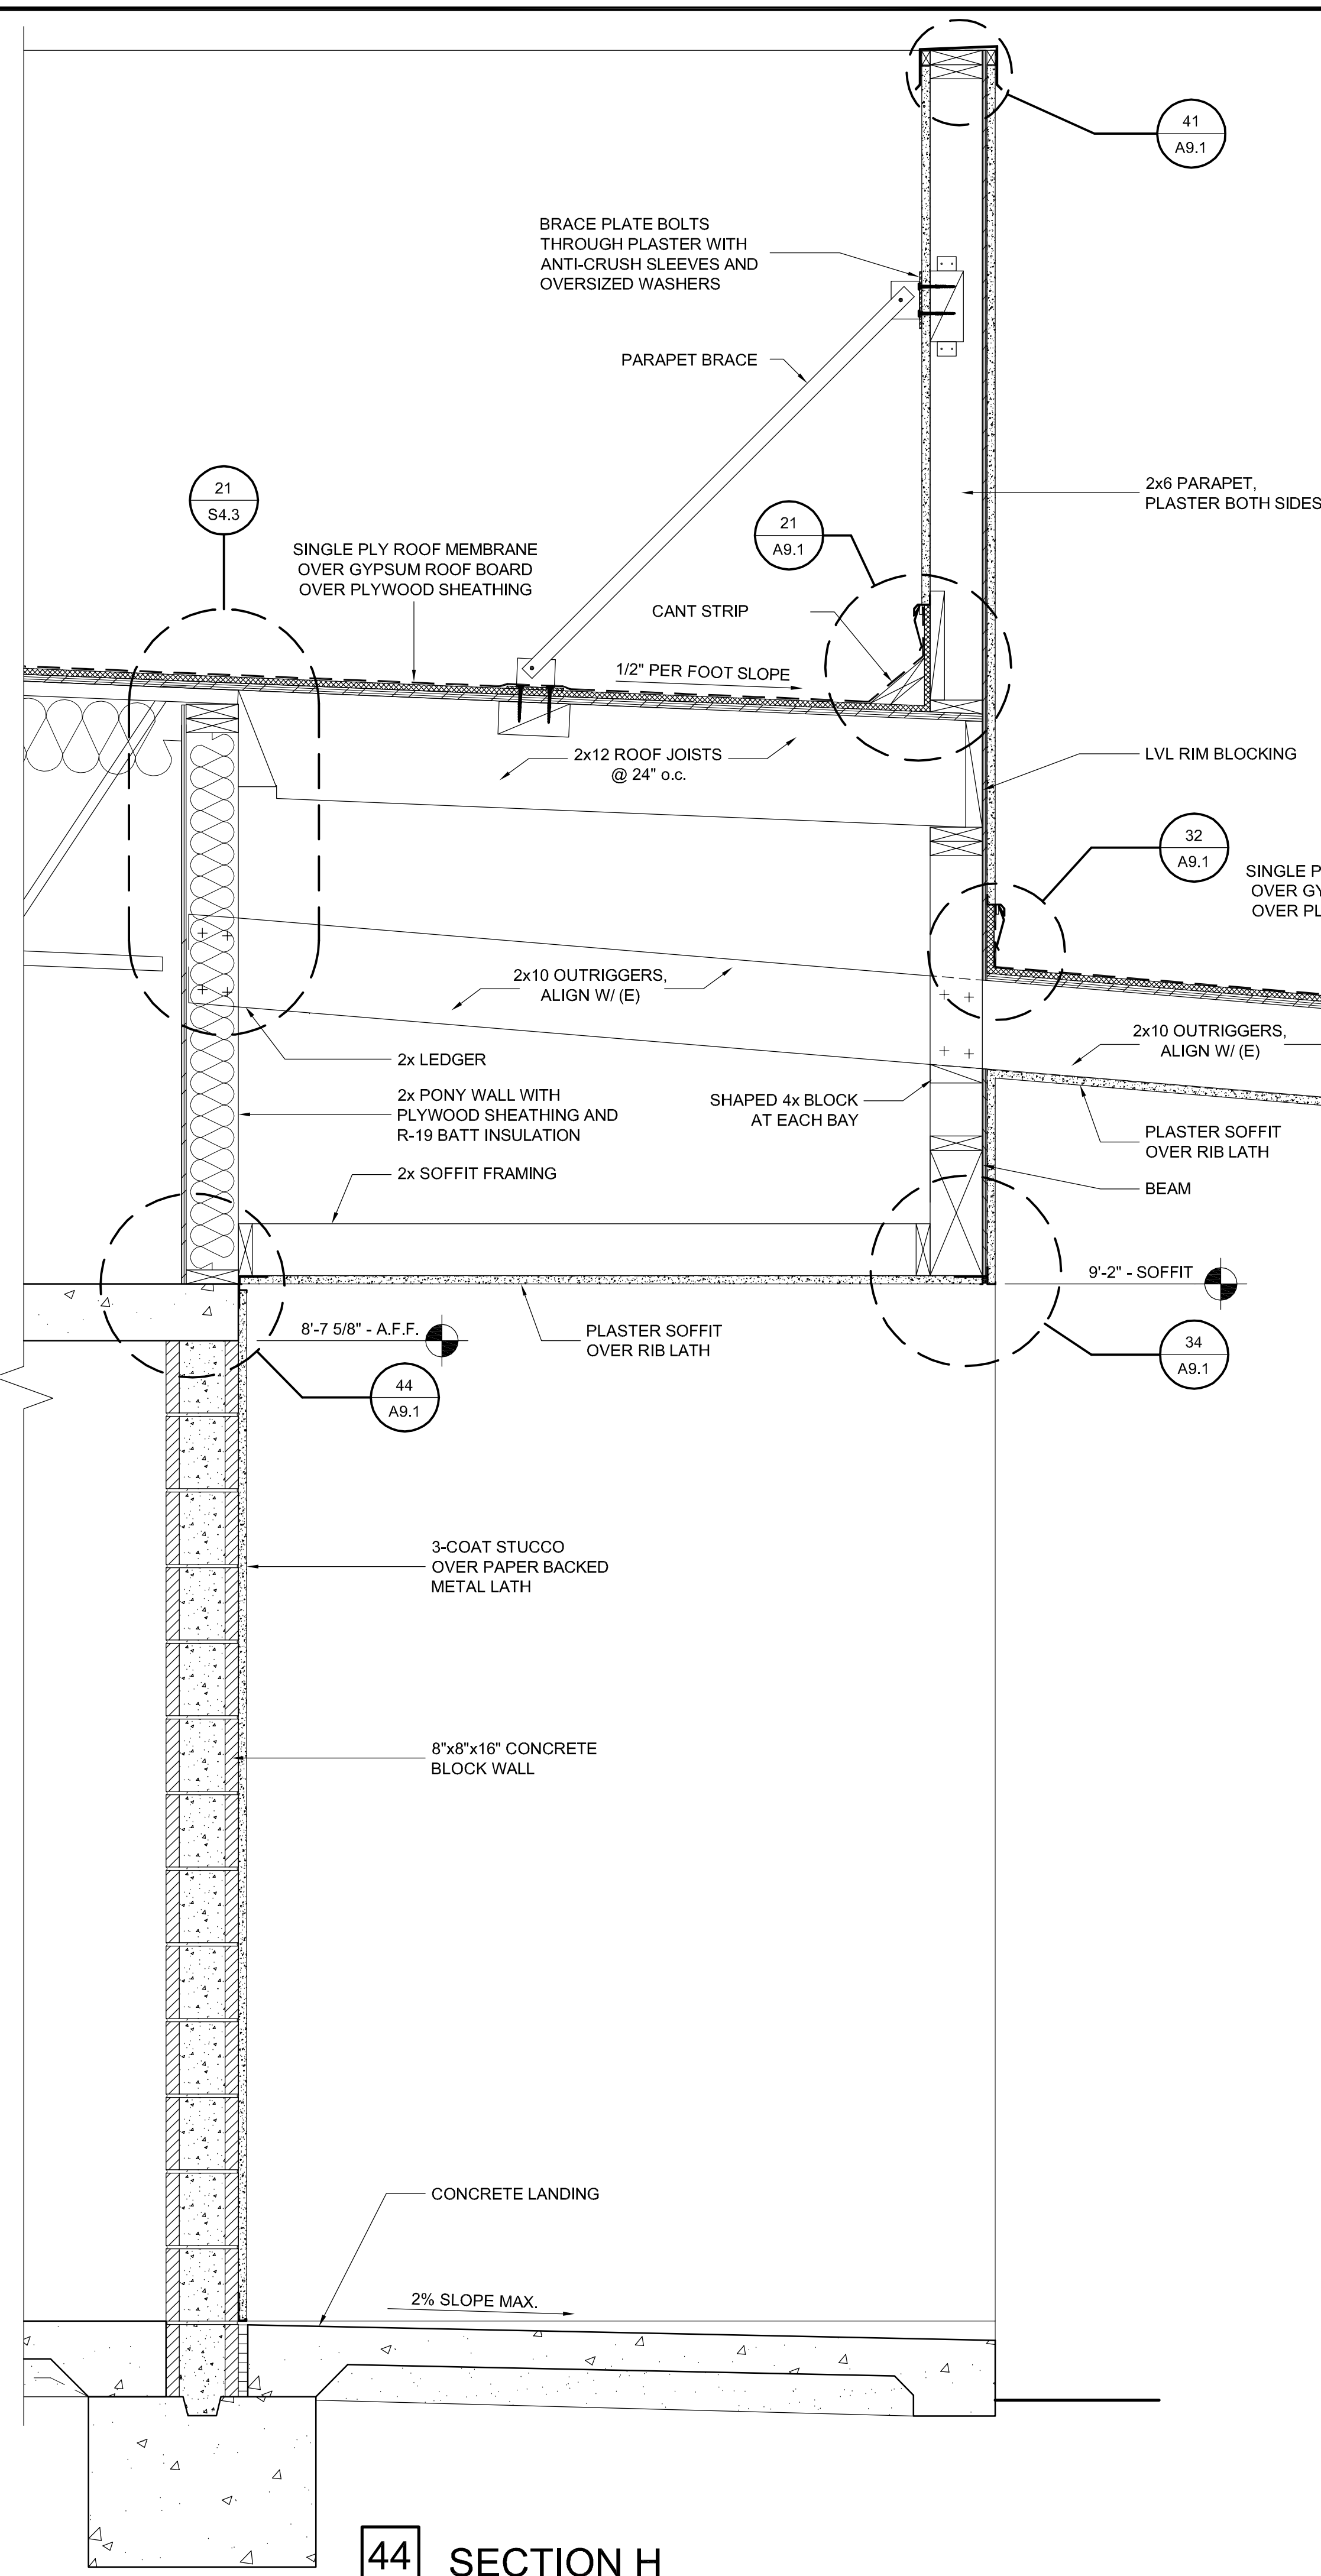 41
A9.1
BRACE PLATE BOLTS
THROUGH PLASTER WITH
ANTI-CRUSH SLEEVES AND
OVERSIZED WASHERS
PARAPET BRACE
2x6 PARAPET,
PLASTER BOTH SIDES
21
S4.3
21
A9.1
SINGLE PLY ROOF MEMBRANE
OVER GYPSUM ROOF BOARD
OVER PLYWOOD SHEATHING
CANT STRIP
1/2" PER FOOT SLOPE
2x12 ROOF JOISTS
@ 24" o.c.
LVL RIM BLOCKING
32
A9.1
SINGLE P
OVER GY
OVER PL
2x10 OUTRIGGERS,
ALIGN W/ (E)
2x10 OUTRIGGERS,
ALIGN W/ (E)
2x LEDGER
2x PONY WALL WITH
PLYWOOD SHEATHING AND
R-19 BATT INSULATION
SHAPED 4x BLOCK
AT EACH BAY
PLASTER SOFFIT
OVER RIB LATH
2x SOFFIT FRAMING
BEAM
9'-2" - SOFFIT
8'-7 5/8" - A.F.F.
PLASTER SOFFIT
OVER RIB LATH
34
A9.1
44
A9.1
3-COAT STUCCO
OVER PAPER BACKED
METAL LATH
8"x8"x16" CONCRETE
BLOCK WALL
CONCRETE LANDING
2% SLOPE MAX.
44 SECTION H